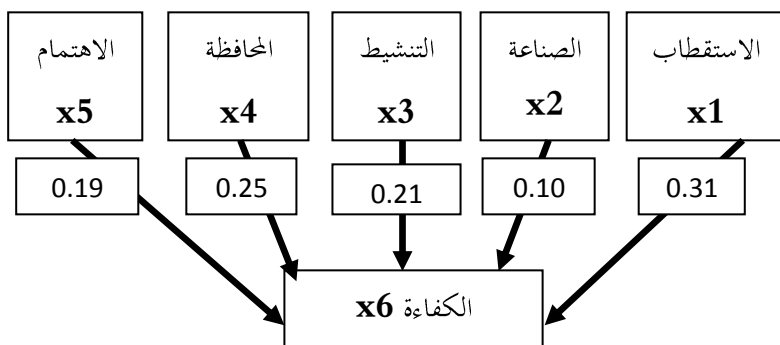 الاستقطاب
x1
الصناعة
x2
التنشيط
x3
المحافظة
x4
الاهتمام
x5
0.31
0.10
0.21
0.25
0.19
الكفاءة x6